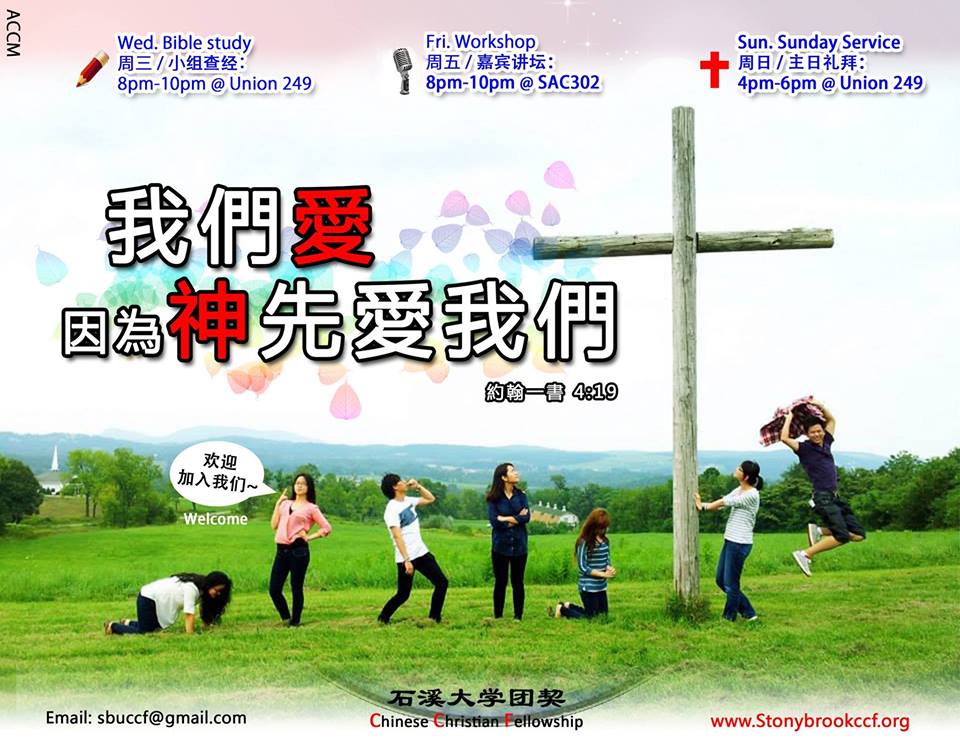 ACCM
Wed. Bible study
周三 / 小组查经：
8pm-10pm @ Union 249
Fri. Workshop
周五 / 嘉宾讲坛：
8pm-10pm @ SAC302
Sun. Sunday Service
周日 / 主日礼拜：
4pm-6pm @ Union 249
我們愛
因為神先愛我們
約翰一書 4:19
欢迎
加入我们~
Welcome
石溪大学团契
Chinese Christian Fellowship
Email: sbuccf@gmail.com
www.Stonybrookccf.org